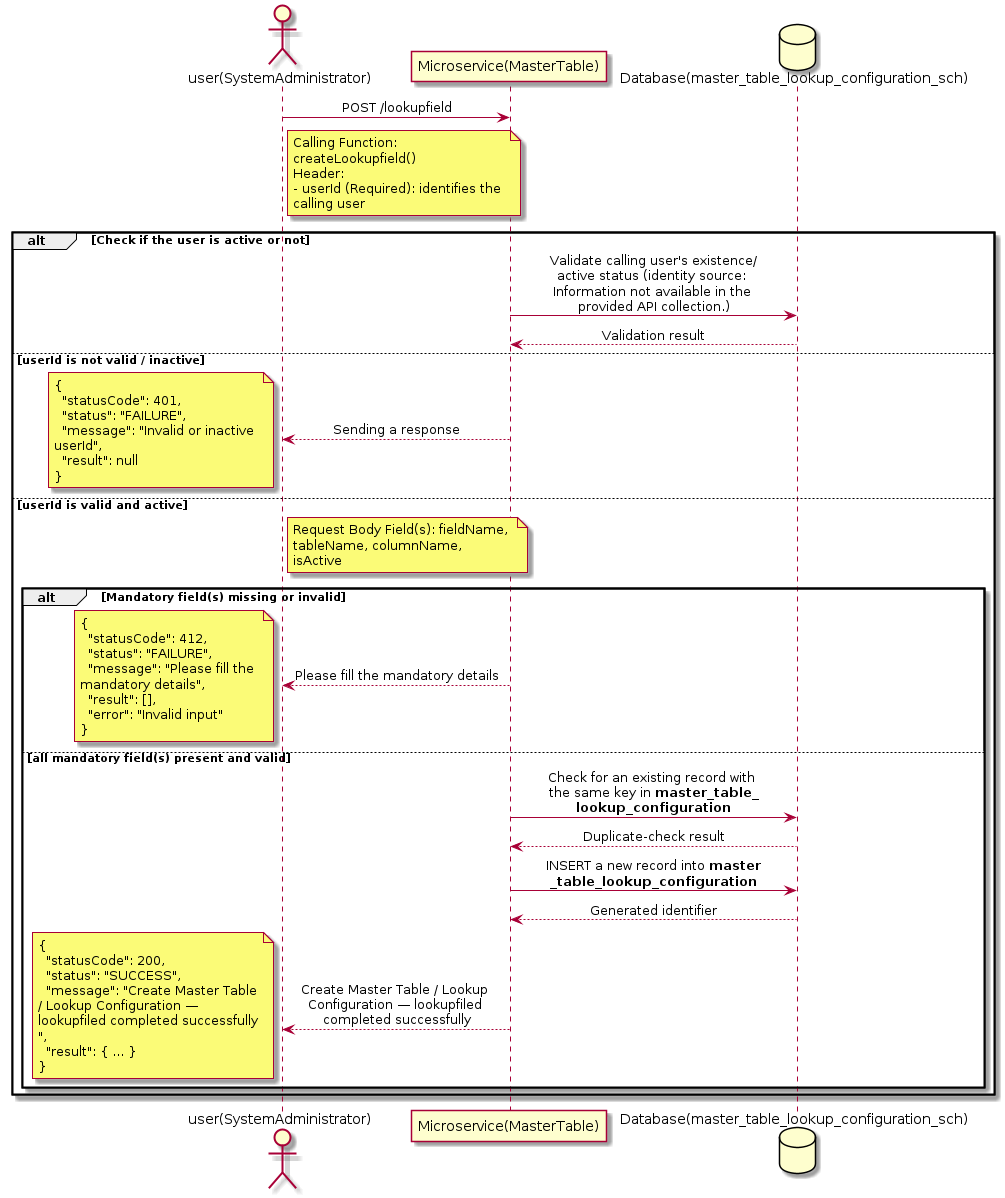 user(SystemAdministrator)
Microservice(MasterTable)
Database(master_table_lookup_configuration_sch)
POST /lookupfield
Calling Function:
createLookupfield()
Header:
- userId (Required): identifies the
calling user
alt
[Check if the user is active or not]
Validate calling user's existence/
active status (identity source:
Information not available in the
provided API collection.)
Validation result
[userId is not valid / inactive]
{
"statusCode": 401,
"status": "FAILURE",
"message": "Invalid or inactive
userId",
"result": null
}
Sending a response
[userId is valid and active]
Request Body Field(s): fieldName,
tableName, columnName,
isActive
alt
[Mandatory field(s) missing or invalid]
{
"statusCode": 412,
"status": "FAILURE",
"message": "Please fill the
mandatory details",
"result": [],
"error": "Invalid input"
}
Please fill the mandatory details
[all mandatory field(s) present and valid]
Check for an existing record with
the same key in master_table_
lookup_configuration
Duplicate-check result
INSERT a new record into master
_table_lookup_configuration
Generated identifier
{
"statusCode": 200,
"status": "SUCCESS",
"message": "Create Master Table
/ Lookup Configuration —
lookupfiled completed successfully
",
"result": { ... }
}
Create Master Table / Lookup
Configuration — lookupfiled
completed successfully
user(SystemAdministrator)
Microservice(MasterTable)
Database(master_table_lookup_configuration_sch)